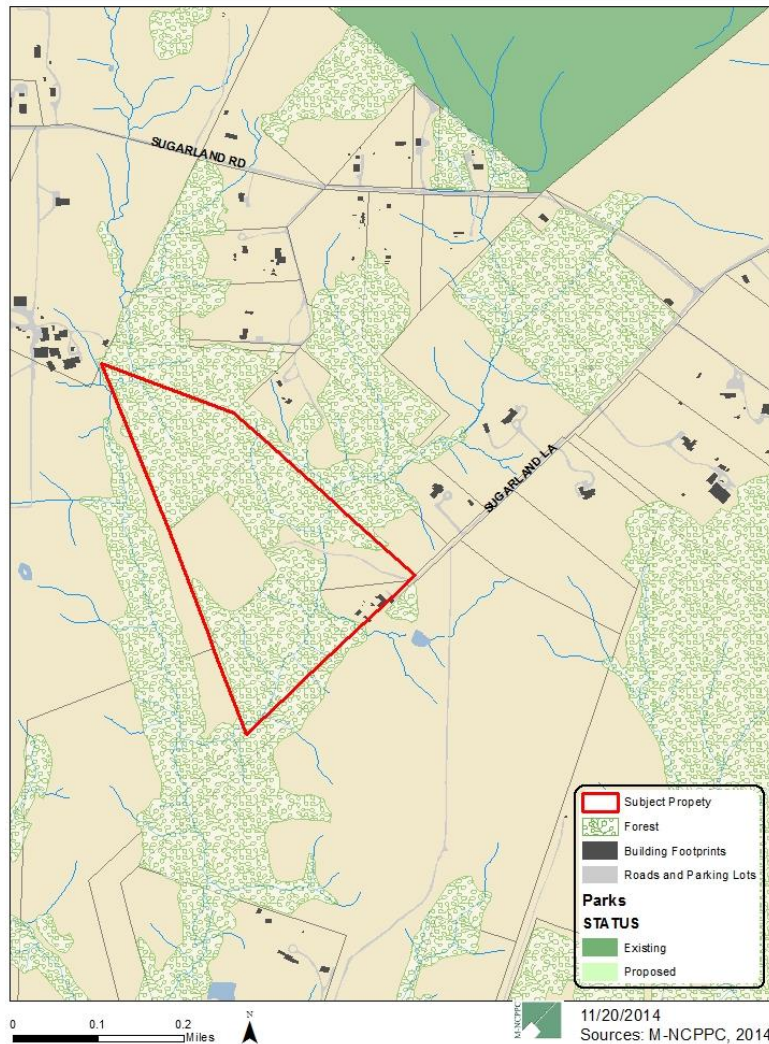 SUGARLAND RD
SUGARLAND LA
Subject Propety
Forest
Building Footprints
Roads and Parking Lots
Parks
STATUS
Existing
Proposed
0 0.1 0.2
Miles
N
M-NCPPC
11/20/2014
Sources: M-NCPPC, 2014